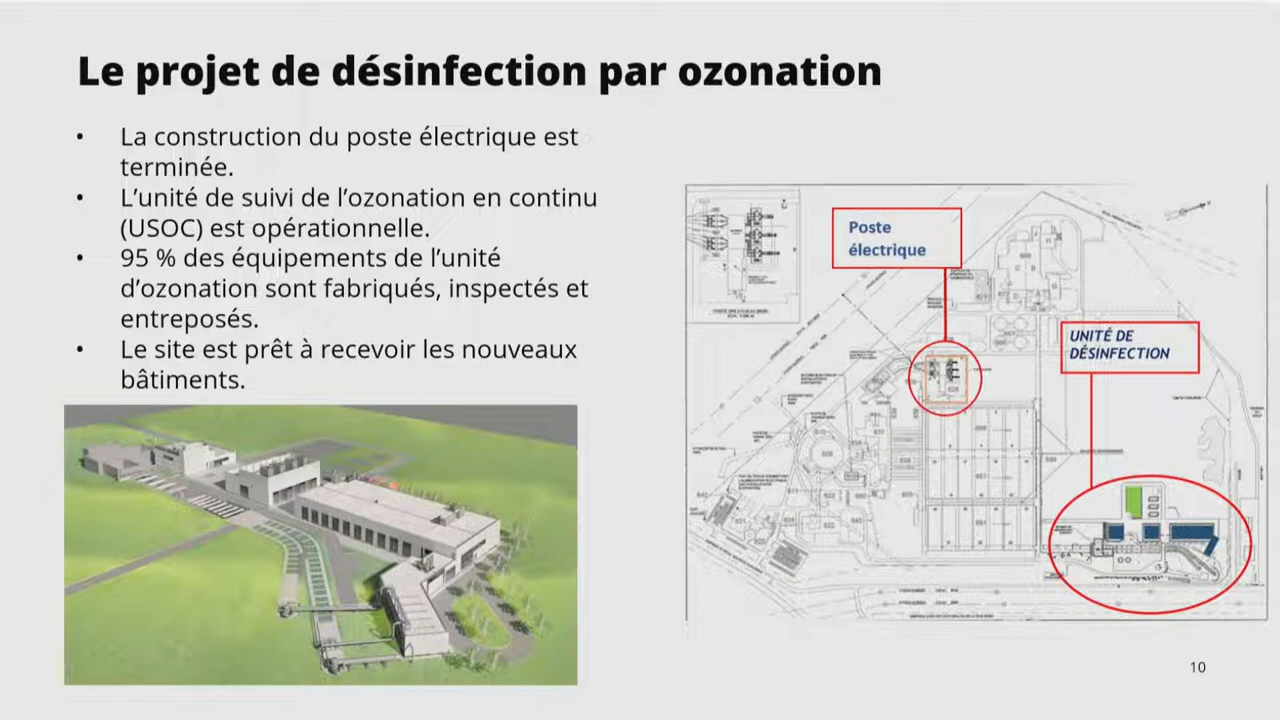 Le projet de désinfection par ozonation
• La construction du poste électrique est
terminée.
• L’unité de suivi de l’ozonation en continu
(USOC) est opérationnelle.
• 95 % des équipements de l’unité
d’ozonation sont fabriqués, inspectés et
entreposés.
• Le site est prêt à recevoir les nouveaux
bâtiments.
Poste
électrique
UNITÉ DE
DÉSINFECTION
10